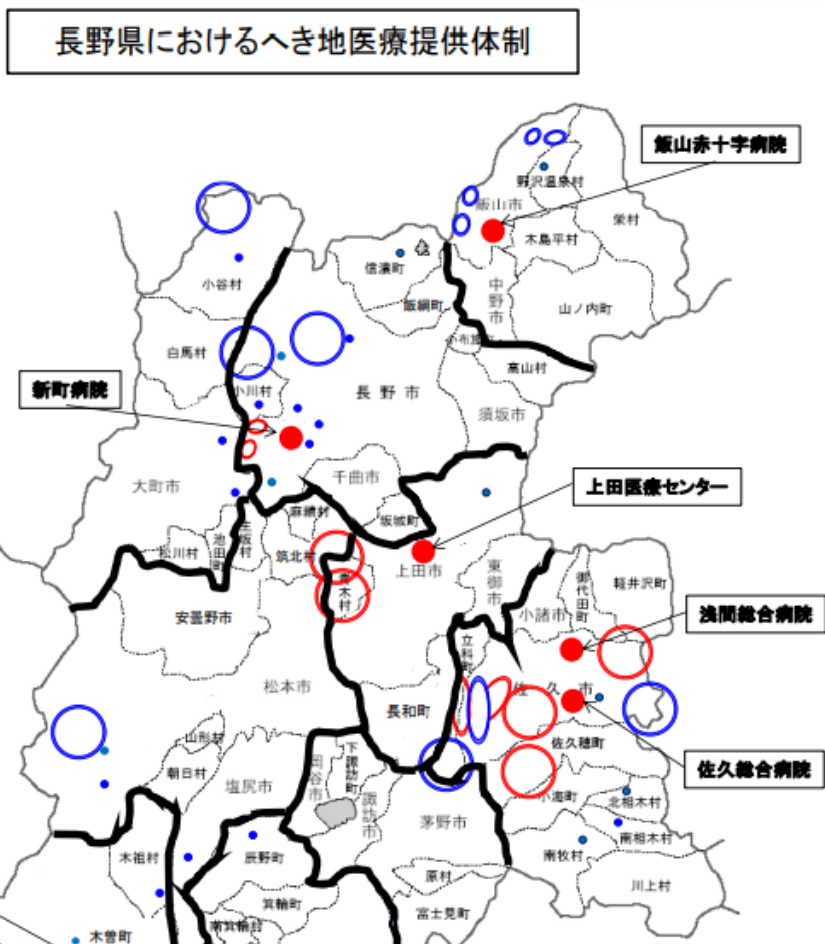 長野県におけるへき地医療提供体制
飯山赤十字病院
野沢温泉村
飯山市
栄村
木島平村
信濃町
小谷村
中野市
飯綱町
山ノ内町
小布施町
白馬村
高山村
小川村
長野市
新町病院
須坂市
千曲市
大町市
上田医療センター
麻績村
坂城町
生坂村
池田町
松川村
筑北村
上田市
青木村
東御市
御代田町
軽井沢町
小諸市
浅間総合病院
安曇野市
立科町
佐久市
松本市
長和町
山形村
佐久穂町
下諏訪町
岡谷市
佐久総合病院
朝日村
塩尻市
小海町
北相木村
諏訪市
茅野市
南相木村
木祖村
辰野町
南牧村
原村
川上村
箕輪町
富士見町
南箕輪村
木曽町